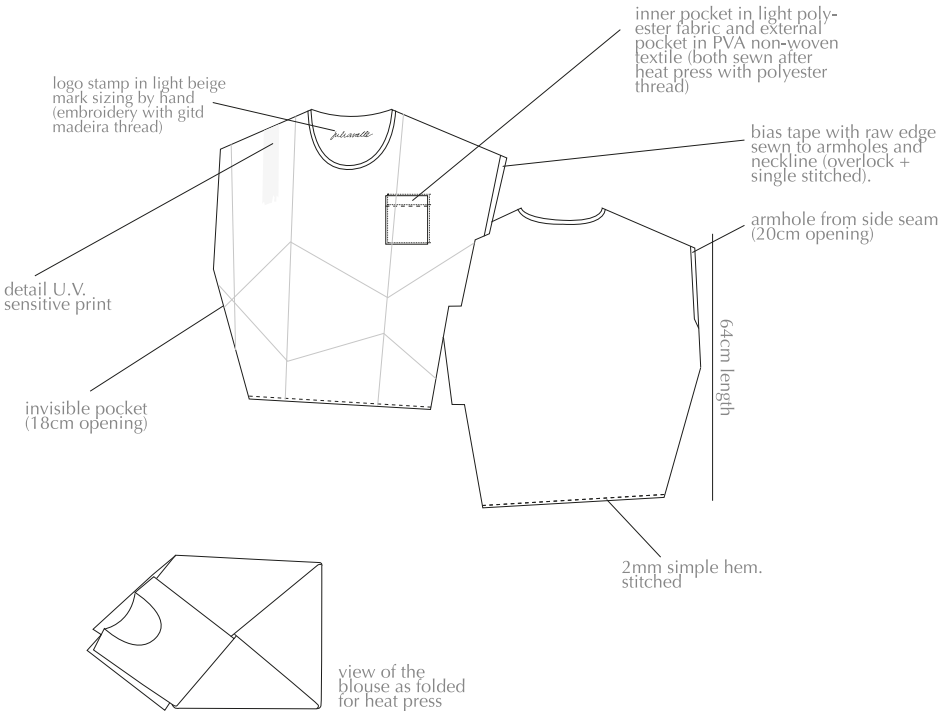 inner pocket in light poly-
ester fabric and external
pocket in PVA non-woven
textile (both sewn after
heat press with polyester
thread)
logo stamp in light beige
mark sizing by hand
(embroidery with gitd
madeira thread)
bias tape with raw edge
sewn to armholes and
neckline (overlock +
single stitched).
armhole from side seam
(20cm opening)
detail U.V.
sensitive print
64cm length
invisible pocket
(18cm opening)
2mm simple hem.
stitched
view of the
blouse as folded
for heat press